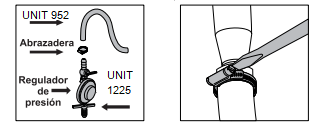 UNIT 952
Abrazadera
Regulador
de
presión
UNIT
1225